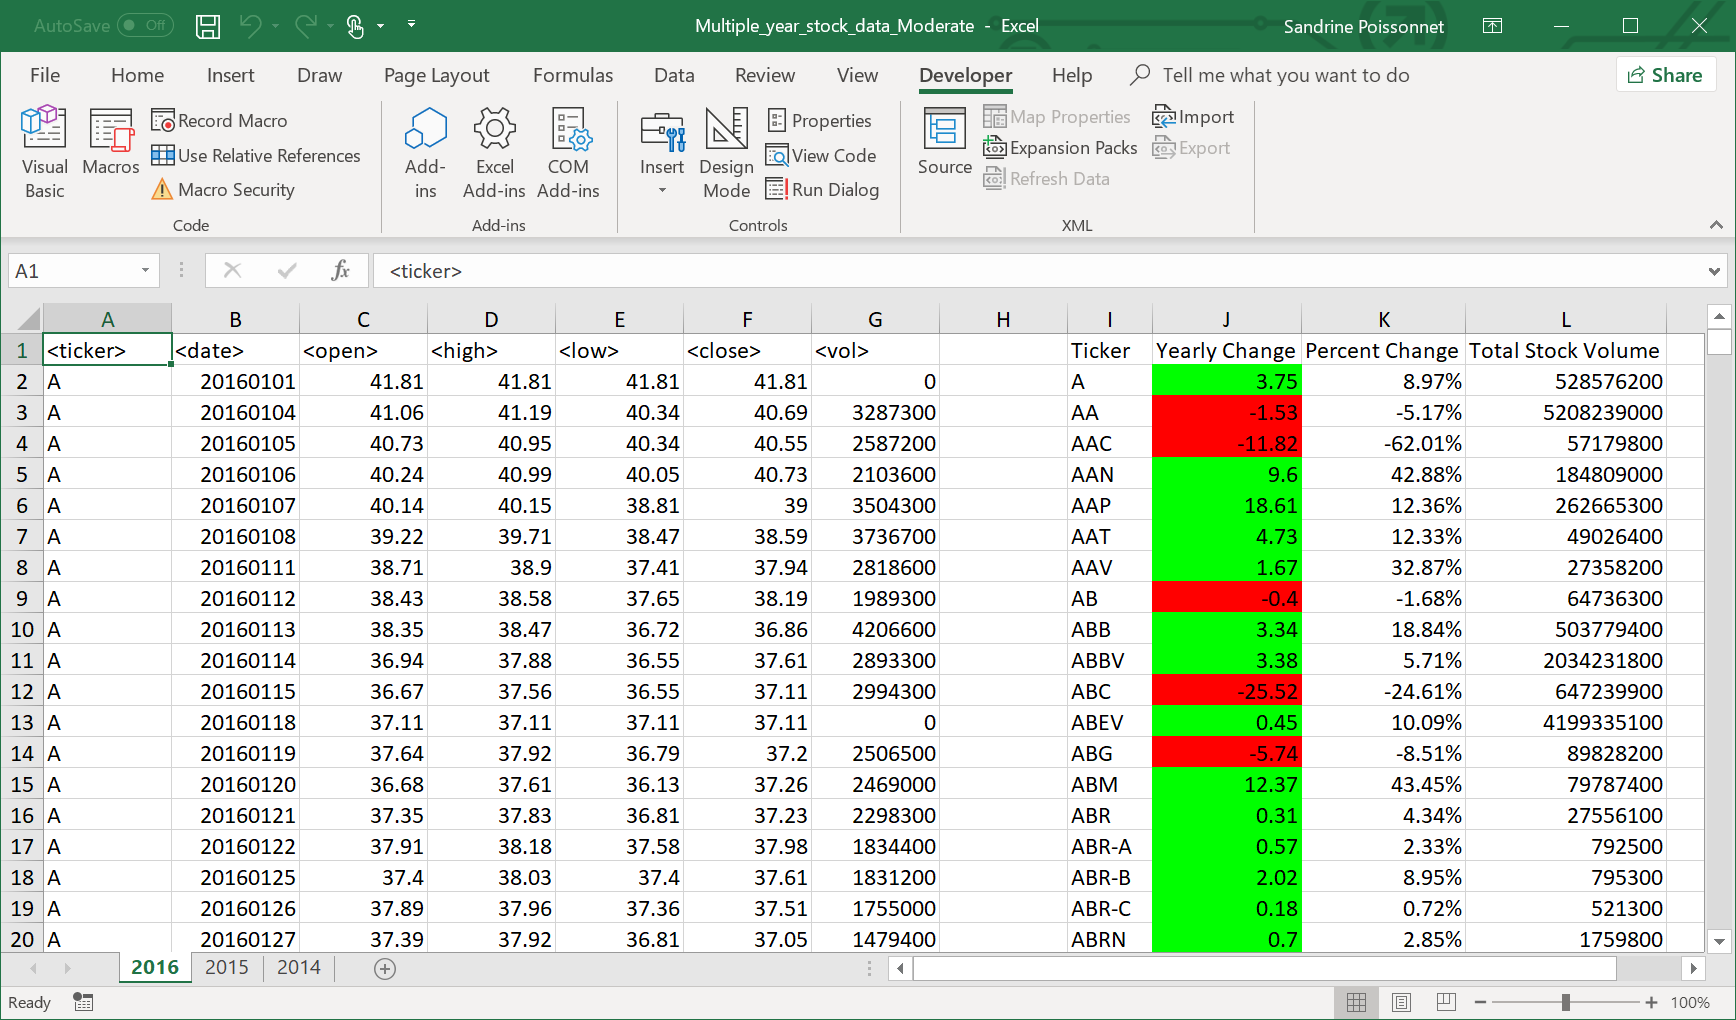 AutoSave Off Multiple_year_stock_data_Moderate - Excel Sandrine Poissonnet
File Home Insert Draw Page Layout Formulas Data Review View Developer Help Tell me what you want to do Share
Visual Basic
Macros
Record Macro
Use Relative References
Macro Security
Code
Add-ins
Excel Add-ins
COM Add-ins
Add-ins
Insert
Design Mode
Properties
View Code
Run Dialog
Controls
Source
Map Properties
Expansion Packs
Refresh Data
Import
Export
XML
A1 fx <ticker>
A B C D E F G H I J K L
1 <ticker> <date> <open> <high> <low> <close> <vol> Ticker Yearly Change Percent Change Total Stock Volume
2 A 20160101 41.81 41.81 41.81 41.81 0 A 3.75 8.97% 528576200
3 A 20160104 41.06 41.19 40.34 40.69 3287300 AA -1.53 -5.17% 5208239000
4 A 20160105 40.73 40.95 40.34 40.55 2587200 AAC -11.82 -62.01% 57179800
5 A 20160106 40.24 40.99 40.05 40.73 2103600 AAN 9.6 42.88% 184809000
6 A 20160107 40.14 40.15 38.81 39 3504300 AAP 18.61 12.36% 262665300
7 A 20160108 39.22 39.71 38.47 38.59 3736700 AAT 4.73 12.33% 49026400
8 A 20160111 38.71 38.9 37.41 37.94 2818600 AAV 1.67 32.87% 27358200
9 A 20160112 38.43 38.58 37.65 38.19 1989300 AB -0.4 -1.68% 64736300
10 A 20160113 38.35 38.47 36.72 36.86 4206600 ABB 3.34 18.84% 503779400
11 A 20160114 36.94 37.88 36.55 37.61 2893300 ABBV 3.38 5.71% 2034231800
12 A 20160115 36.67 37.56 36.55 37.11 2994300 ABC -25.52 -24.61% 647239900
13 A 20160118 37.11 37.11 37.11 37.11 0 ABEV 0.45 10.09% 4199335100
14 A 20160119 37.64 37.92 36.79 37.2 2506500 ABG -5.74 -8.51% 89828200
15 A 20160120 36.68 37.61 36.13 37.26 2469000 ABM 12.37 43.45% 79787400
16 A 20160121 37.35 37.83 36.81 37.23 2298300 ABR 0.31 4.34% 27556100
17 A 20160122 37.91 38.18 37.58 37.98 1834400 ABR-A 0.57 2.33% 792500
18 A 20160125 37.4 38.03 37.4 37.61 1831200 ABR-B 2.02 8.95% 795300
19 A 20160126 37.89 37.96 37.36 37.51 1755000 ABR-C 0.18 0.72% 521300
20 A 20160127 37.39 37.92 36.81 37.05 1479400 ABRN 0.7 2.85% 1759800
2016 2015 2014
Ready 100%